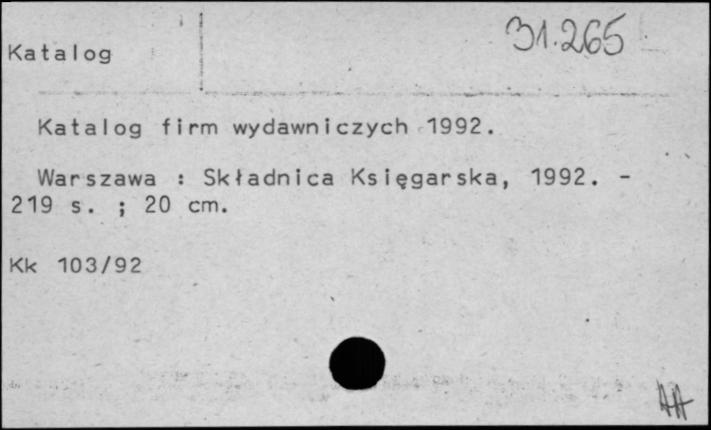 31.265
Katalog
Katalog firm wydawniczych 1992.
Warszawa : Składnica Księgarska, 1992. -
219 s. ; 20 cm.
Kk 103/92